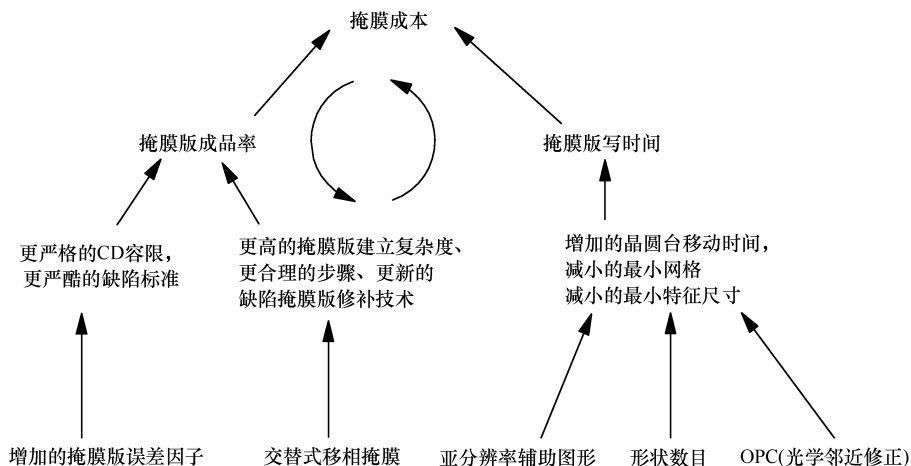 掩膜成本
掩膜版成品率
掩膜版写时间
更严格的CD容限，
更严酷的缺陷标准
更高的掩膜版建立复杂度、
更合理的步骤、更新的
缺陷掩膜版修补技术
增加的晶圆台移动时间，
减小的最小网格
减小的最小特征尺寸
增加的掩膜版误差因子
交替式移相掩膜
亚分辨率辅助图形
形状数目
OPC(光学邻近修正)